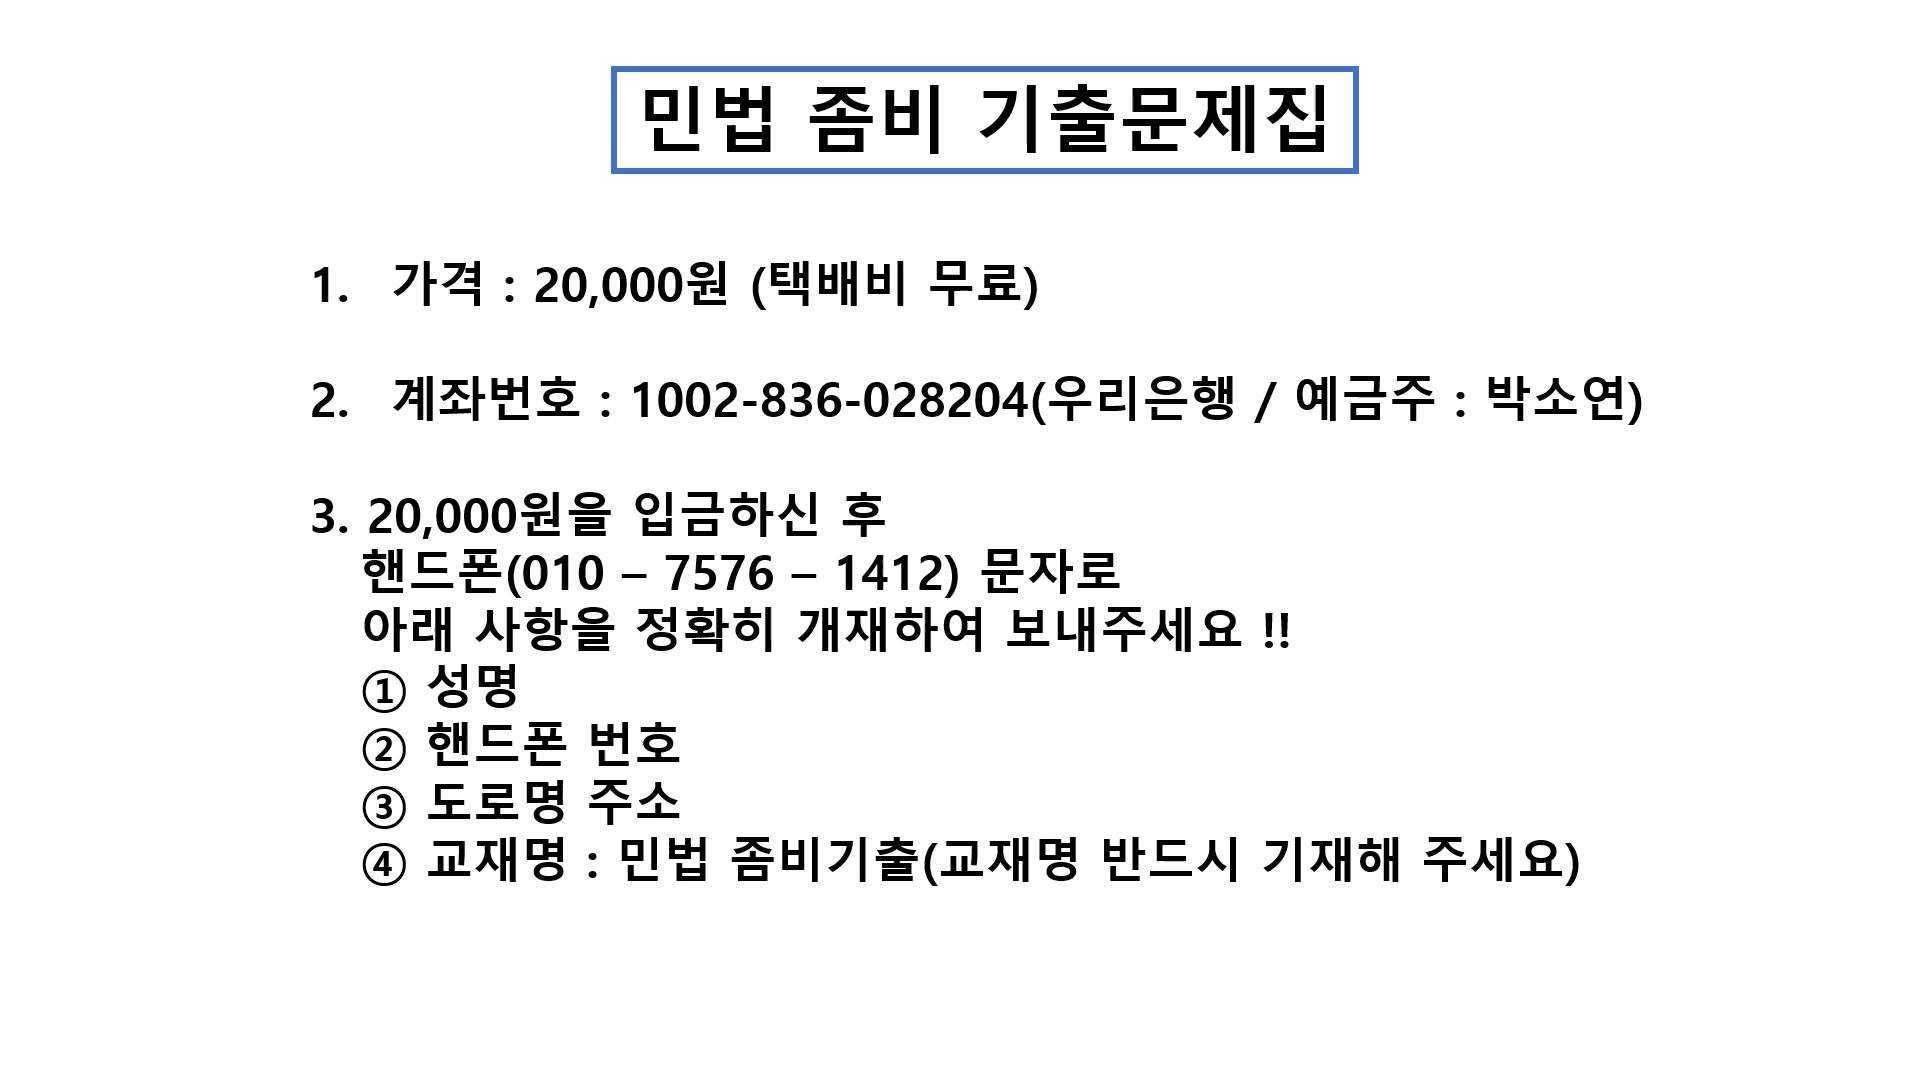 민법 좀비 기출문제집
1. 가격 : 20,000원 (택배비 무료)
2. 계좌번호 : 1002-836-028204(우리은행 / 예금주 : 박소연)
3. 20,000원을 입금하신 후
핸드폰(010 – 7576 – 1412) 문자로
아래 사항을 정확히 개재하여 보내주세요 !!
① 성명
② 핸드폰 번호
③ 도로명 주소
④ 교재명 : 민법 좀비기출(교재명 반드시 기재해 주세요)